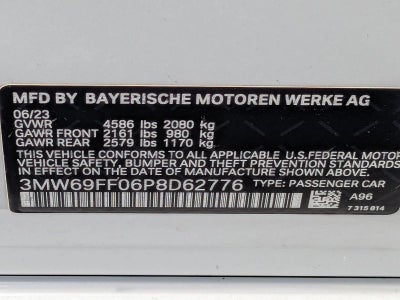 MFD BY BAYERISCHE MOTOREN WERKE AG
06/23
GVWR 4586 lbs 2080 kg
GAWR FRONT 2161 lbs 980 kg
GAWR REAR 2579 lbs 1170 kg
THIS VEHICLE CONFORMS TO ALL APPLICABLE U.S. FEDERAL MOTOR
VEHICLE SAFETY, BUMPER, AND THEFT PREVENTION STANDARDS
IN EFFECT ON THE DATE OF MANUFACTURE SHOWN ABOVE.
3MW69FF06P8D62776 TYPE: PASSENGER CAR
A96
7 315 814